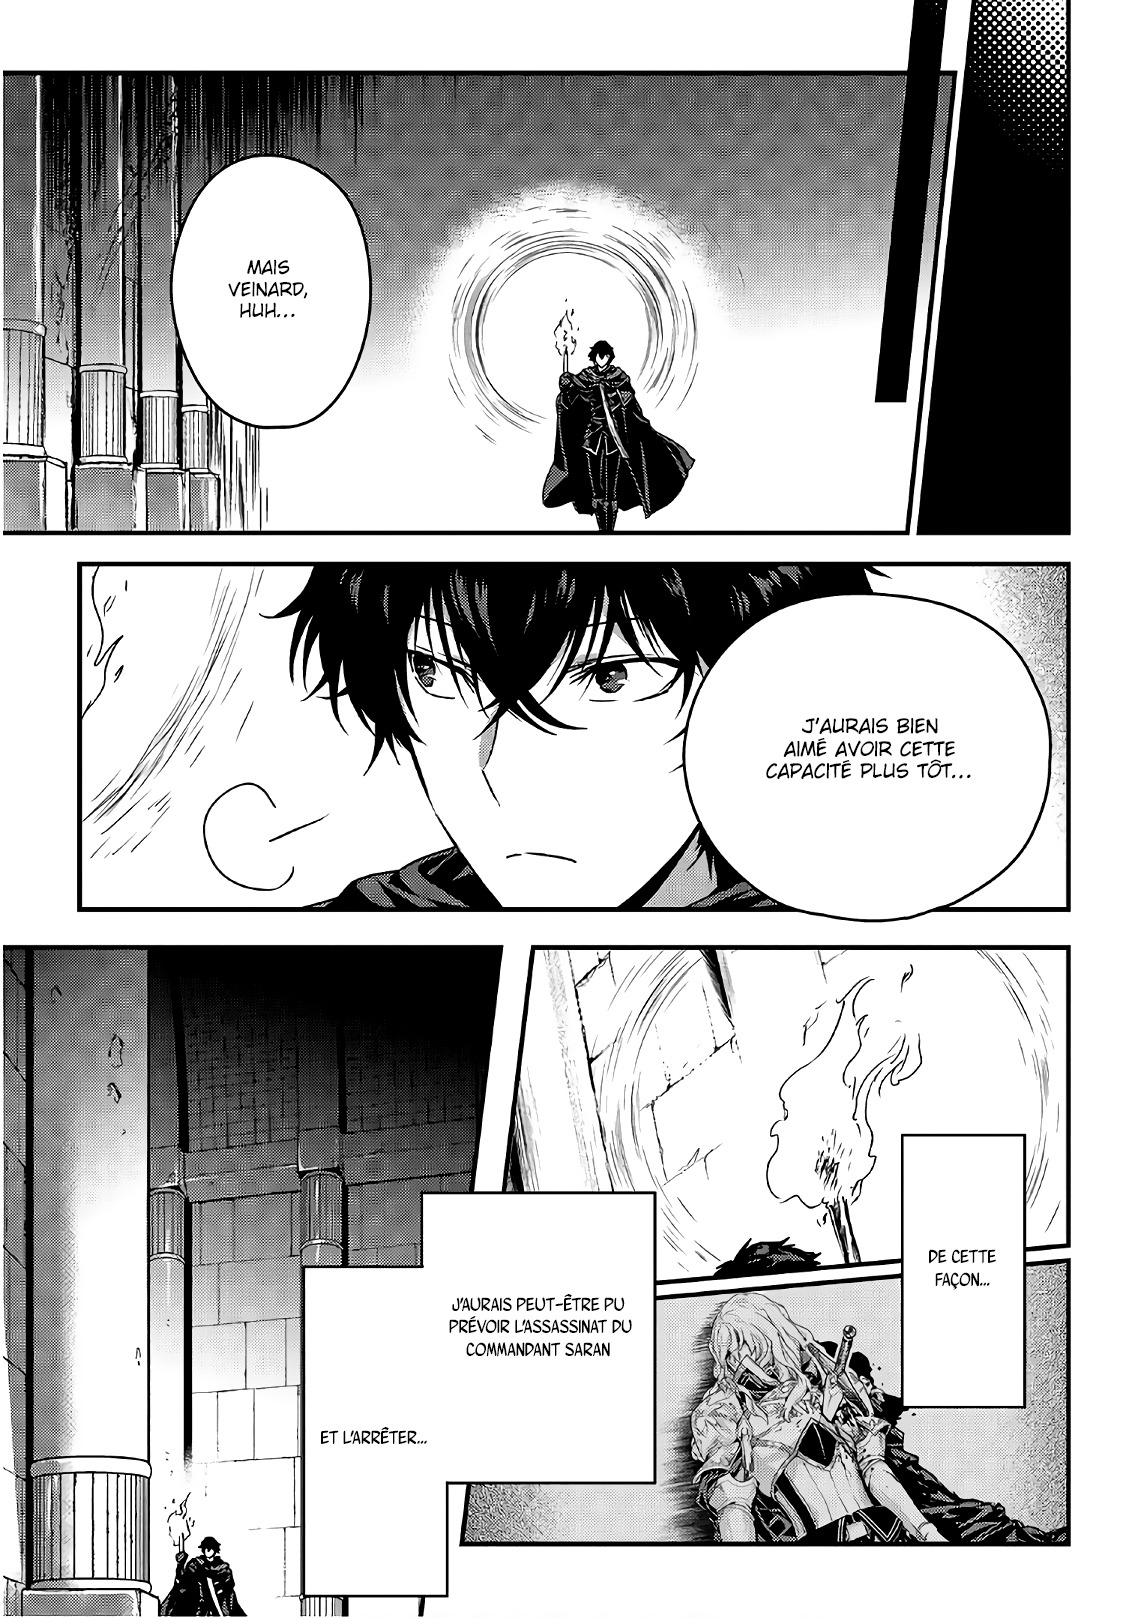 MAIS
VEINARD,
HUH...
J'AURAIS BIEN
AIMÉ AVOIR CETTE
CAPACITÉ PLUS TÔT...
DE CETTE
FAÇON...
J'AURAIS PEUT-ÊTRE PU
PRÉVOIR L'ASSASSINAT DU
COMMANDANT SARAN
ET L'ARRÊTER...